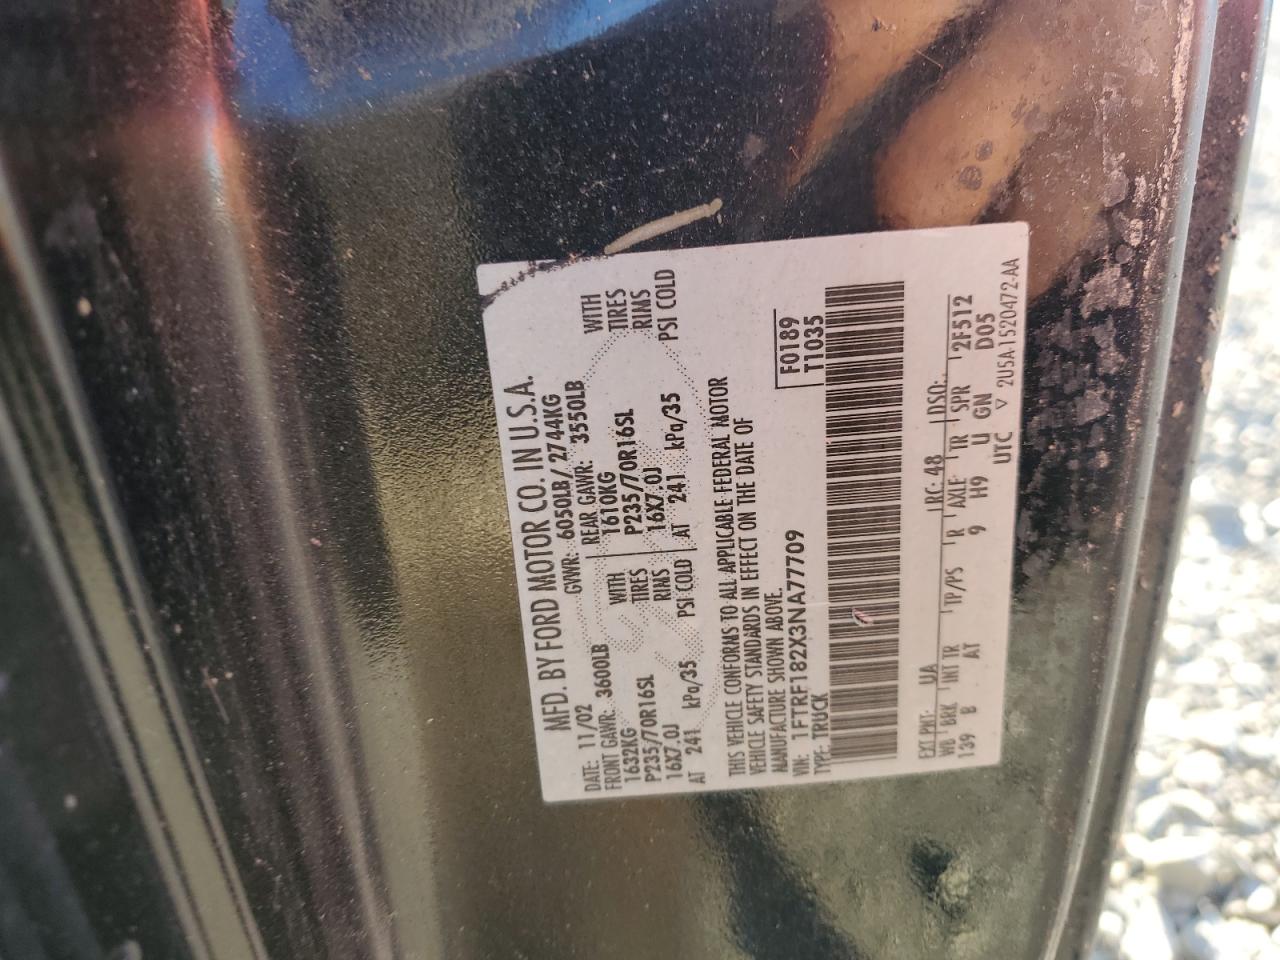 MFD. BY FORD MOTOR CO. IN U.S.A.
DATE: 11/02 GVWR: 6050LB/2744KG
FRONT GAWR: 3600LB REAR GAWR: 3550LB
1632KG WITH 1610KG WITH
P235/70R16SL TIRES P235/70R16SL TIRES
16X7.0J RIMS 16X7.0J RIMS
AT 241 kPa/35 PSI COLD AT 241 kPa/35 PSI COLD
THIS VEHICLE CONFORMS TO ALL APPLICABLE FEDERAL MOTOR
VEHICLE SAFETY STANDARDS IN EFFECT ON THE DATE OF
MANUFACTURE SHOWN ABOVE.
VIN: 1FTRF182X3NA77709 F0189
TYPE: TRUCK T1035
EXT PNT: UA RC: 48 DSO:
WB BRK INT TR TP/PS R AXLE TR SPR 2F512
139 B AT 9 H9 U GN D05
UTC ▽ 2U5A-1520472-AA